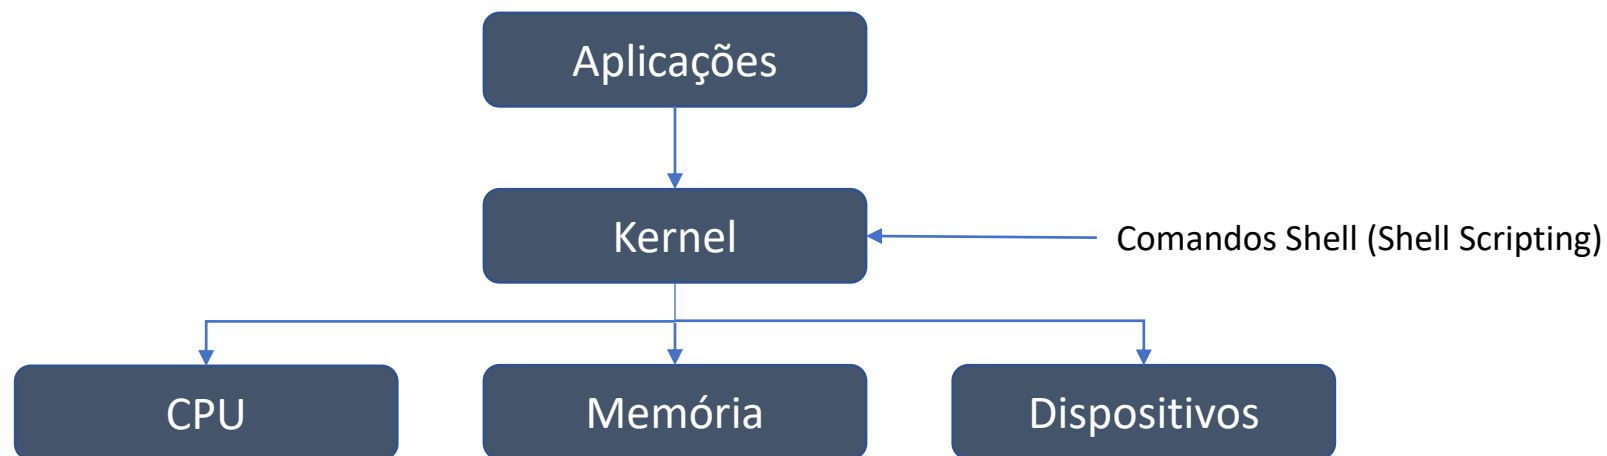 Aplicações
Kernel
Comandos Shell (Shell Scripting)
CPU
Memória
Dispositivos